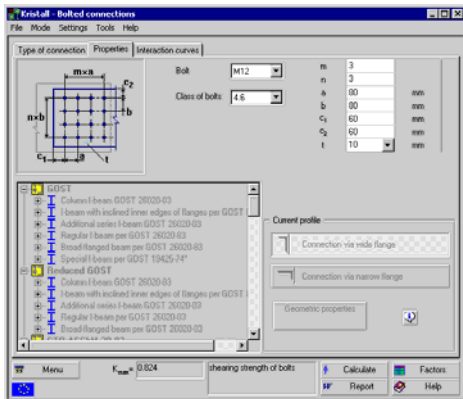 Kristall - Bolted connections
File Mode Settings Tools Help
Type of connection Properties Interaction curves
m×a
c₂
n×b
b
c₁ a t
Bolt M12
Class of bolts: 4.6
m 3
n 3
a 80 mm
b 80 mm
c₁ 60 mm
c₂ 60 mm
t 10 mm
GOST
Column I-beam GOST 26020-83
I-beam with inclined inner edges of flanges per GOST
Additional series I-beam GOST 26020-83
Regular I-beam per GOST 26020-83
Broad flanged beam per GOST 26020-83
Special I-beams per GOST 19425-74*
Reduced GOST
Column I-beam GOST 26020-83
I-beam with inclined inner edges of flanges per GOST
Additional series I-beam GOST 26020-83
Regular I-beam per GOST 26020-83
Broad flanged beam per GOST 26020-83
Current profile
Connection via wide flange
Connection via narrow flange
Geometric properties
Menu
K = 0.824
shearing strength of bolts
Calculate
Factors
Report
Help